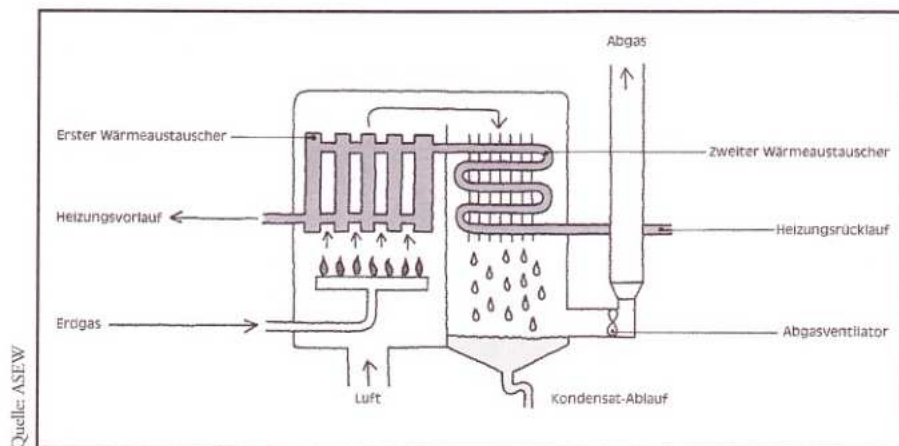 Abgas
Erster Wärmeaustauscher
Zweiter Wärmeaustauscher
Heizungsvorlauf
Heizungsrücklauf
Erdgas
Abgasventilator
Luft
Kondensat-Ablauf
Quelle: ASEW